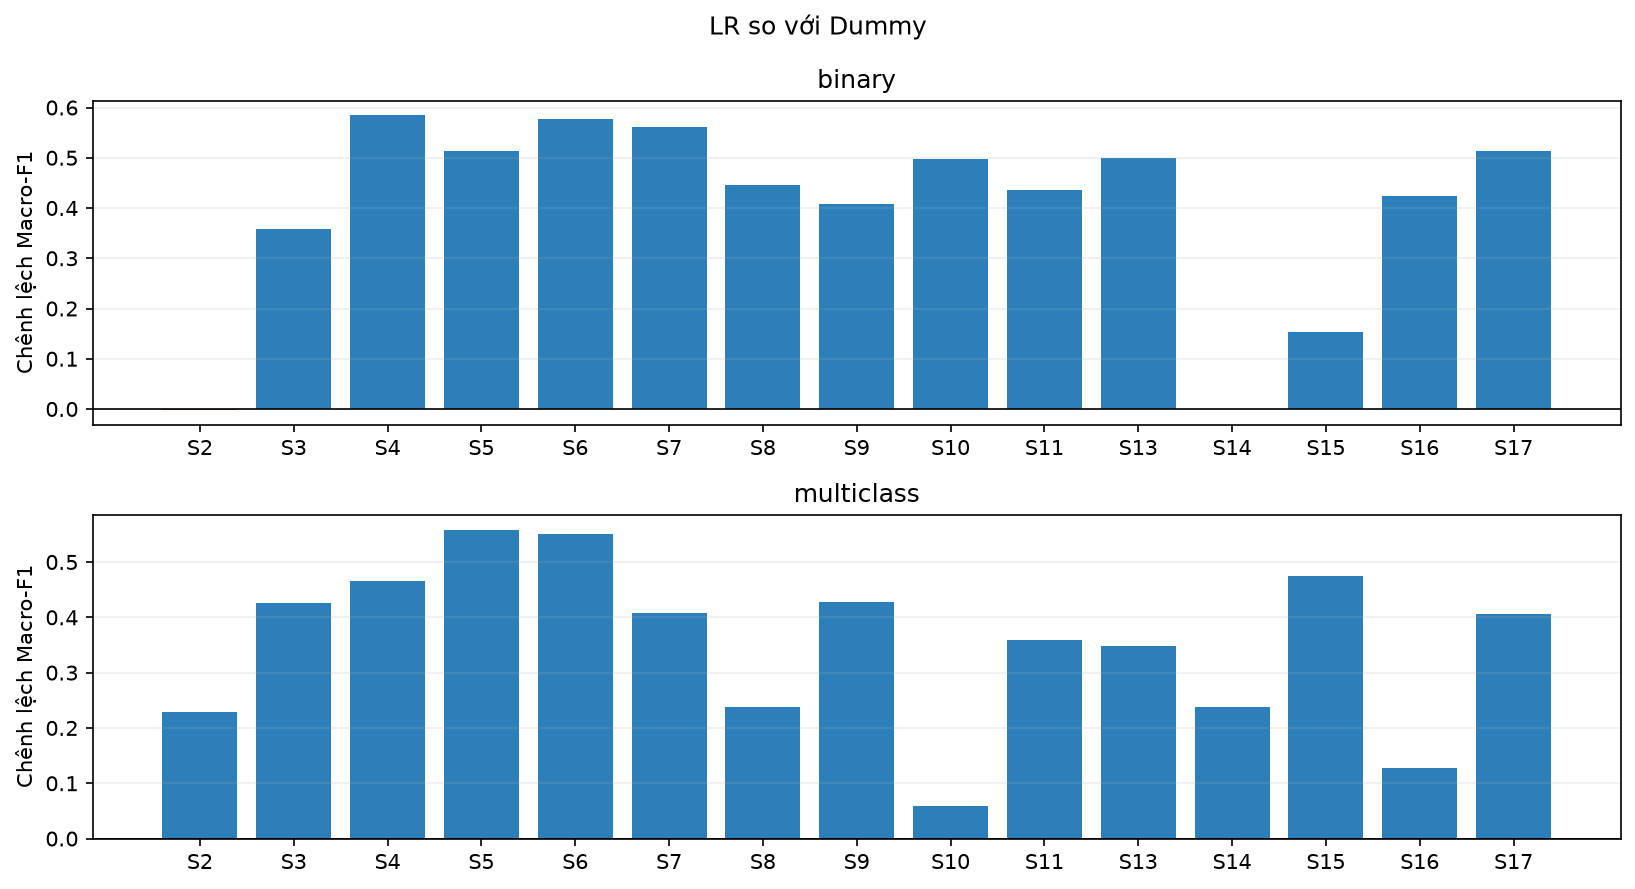 LR so với Dummy
binary
Chênh lệch Macro-F1
0.6
0.5
0.4
0.3
0.2
0.1
0.0
S2 S3 S4 S5 S6 S7 S8 S9 S10 S11 S13 S14 S15 S16 S17
multiclass
Chênh lệch Macro-F1
0.5
0.4
0.3
0.2
0.1
0.0
S2 S3 S4 S5 S6 S7 S8 S9 S10 S11 S13 S14 S15 S16 S17